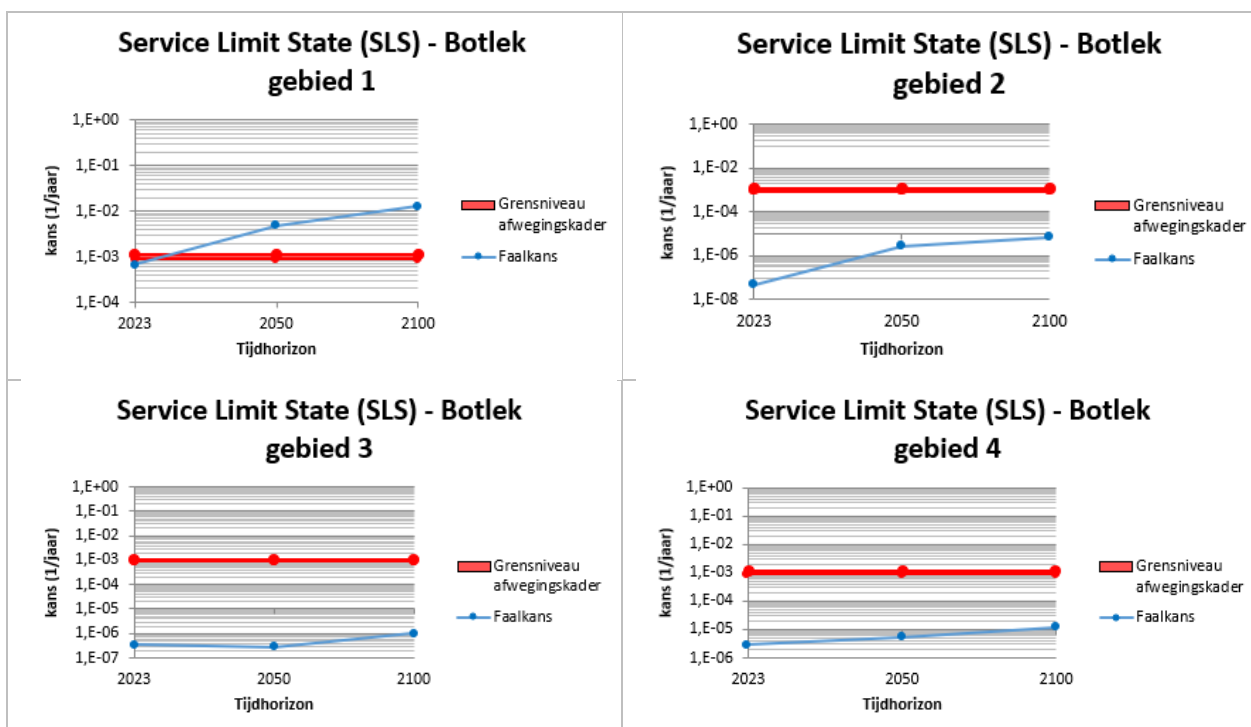 Service Limit State (SLS) - Botlek
gebied 1
1,E+00
1,E-01
1,E-02
1,E-03
1,E-04
kans (1/jaar)
2023
2050
2100
Tijdhorizon
Grensniveau
afwegingskader
Faalkans
Service Limit State (SLS) - Botlek
gebied 2
1,E+00
1,E-02
1,E-04
1,E-06
1,E-08
kans (1/jaar)
2023
2050
2100
Tijdhorizon
Grensniveau
afwegingskader
Faalkans
Service Limit State (SLS) - Botlek
gebied 3
1,E+00
1,E-01
1,E-02
1,E-03
1,E-04
1,E-05
1,E-06
1,E-07
kans (1/jaar)
2023
2050
2100
Tijdhorizon
Grensniveau
afwegingskader
Faalkans
Service Limit State (SLS) - Botlek
gebied 4
1,E+00
1,E-01
1,E-02
1,E-03
1,E-04
1,E-05
1,E-06
kans (1/jaar)
2023
2050
2100
Tijdhorizon
Grensniveau
afwegingskader
Faalkans